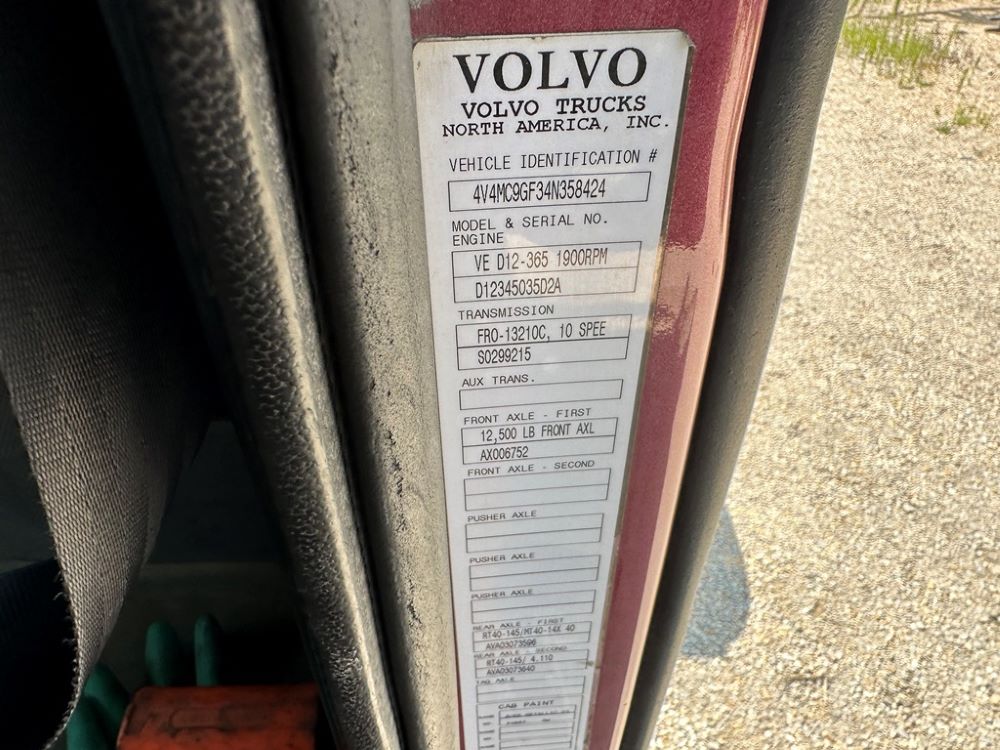 VOLVO
VOLVO TRUCKS
NORTH AMERICA, INC.
VEHICLE IDENTIFICATION #
4V4MC9GF34N358424
MODEL & SERIAL NO.
ENGINE
VE D12-365 1900RPM
D12345035D2A
TRANSMISSION
FRO-13210C, 10 SPEE
S0299215
AUX TRANS.
FRONT AXLE - FIRST
12,500 LB FRONT AXL
AX006752
FRONT AXLE - SECOND
PUSHER AXLE
PUSHER AXLE
PUSHER AXLE
REAR AXLE - FIRST
RT40-145/MT40-14X 40
AVA03073596
REAR AXLE - SECOND
RT40-145/ 4.110
AVA03073640
TAG AXLE
CAB PAINT